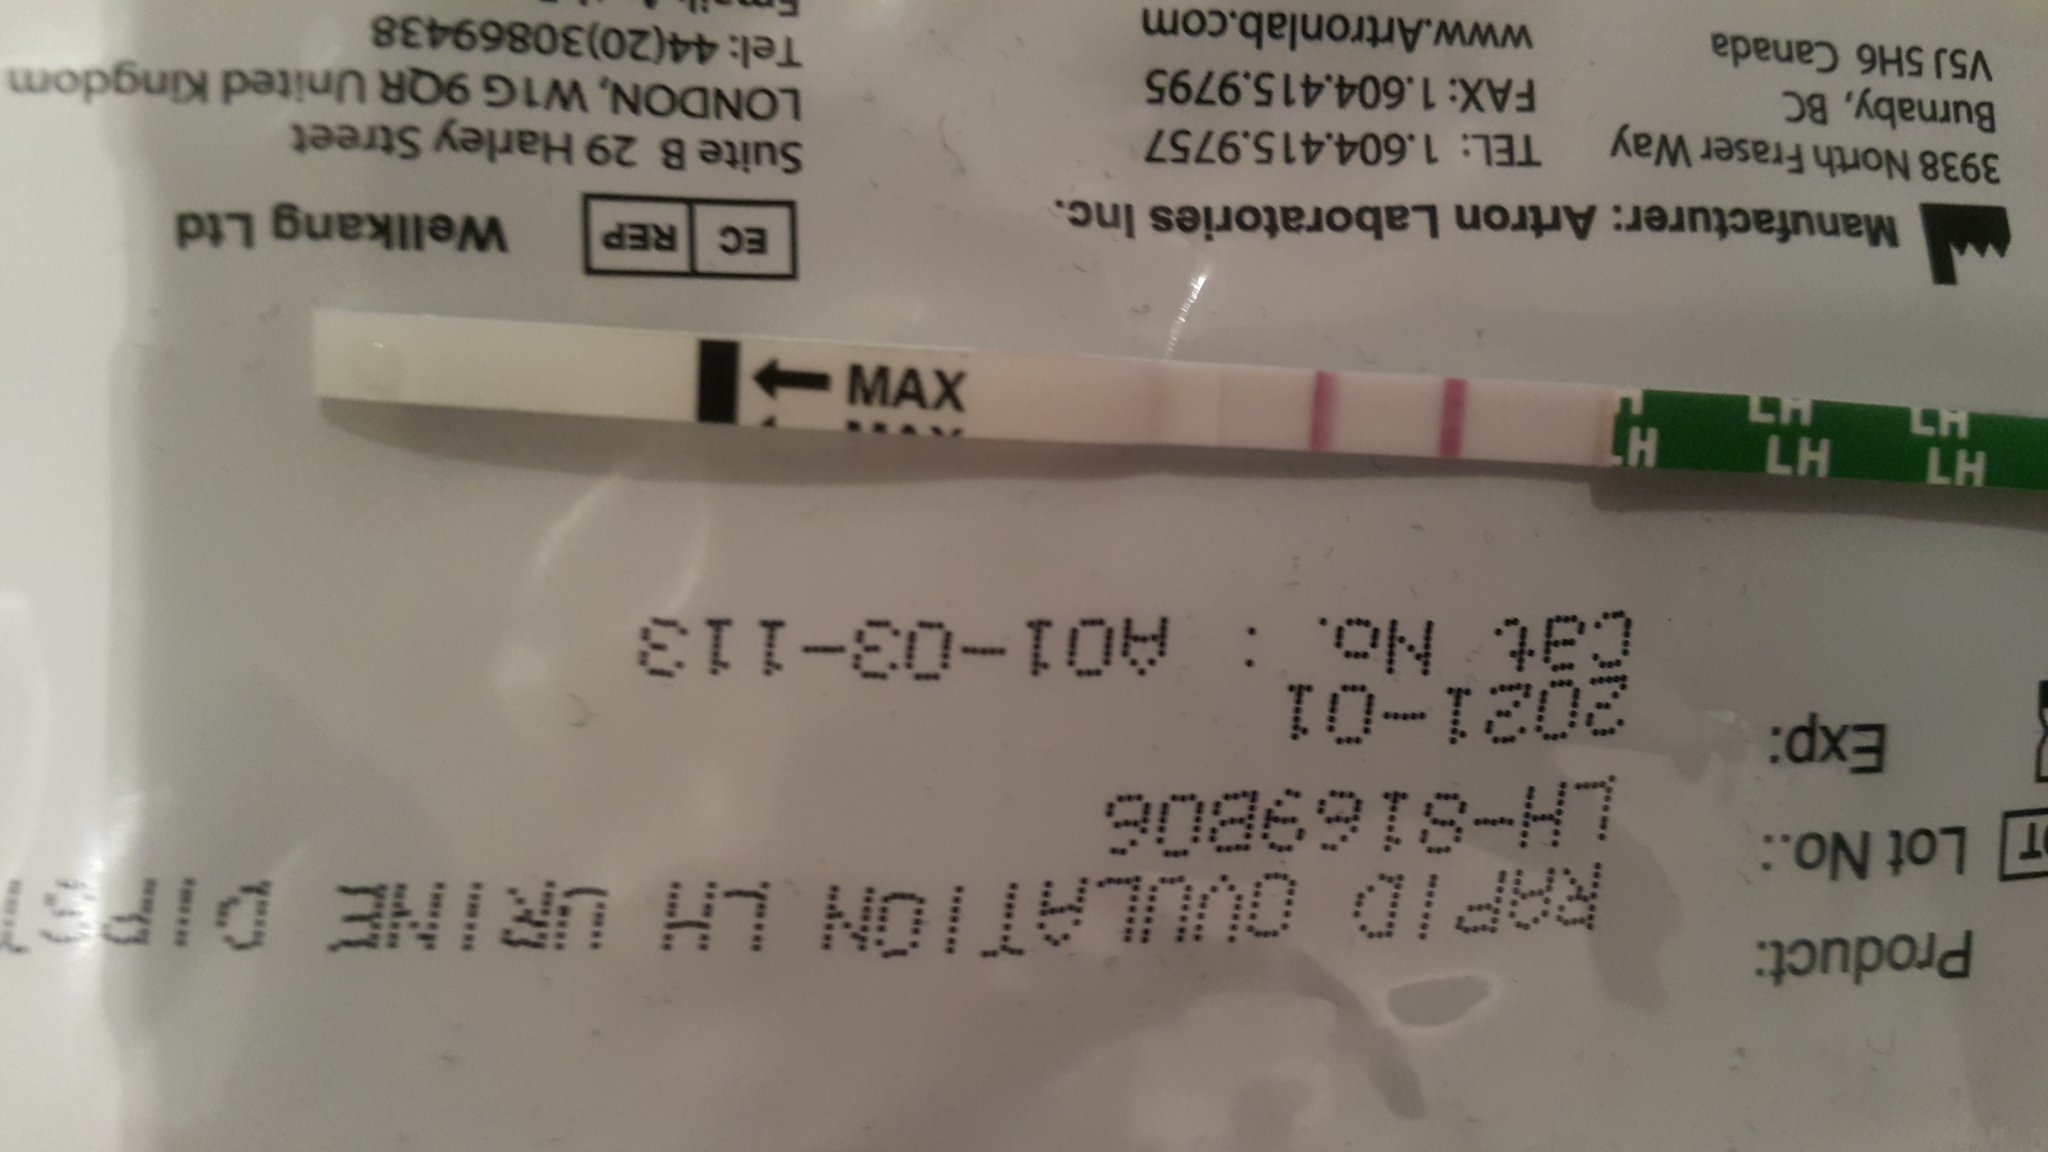 Product: RAPID OVULATION LH
Lot No.:
Exp: 2021-01
Cat No. : A01-03-113
LH LH LH
LH LH LH
MAX
Manufacturer: Artron Laboratories Inc.
3938 North Fraser Way
Burnaby, BC
V5J 5H6 Canada
TEL: 1.604.415.9757
FAX: 1.604.415.9795
www.Artronlab.com
EC REP
Wellkang Ltd
Suite B 29 Harley Street
LONDON, W1G 9QR United Kingdom
Tel: 44(20)30869438